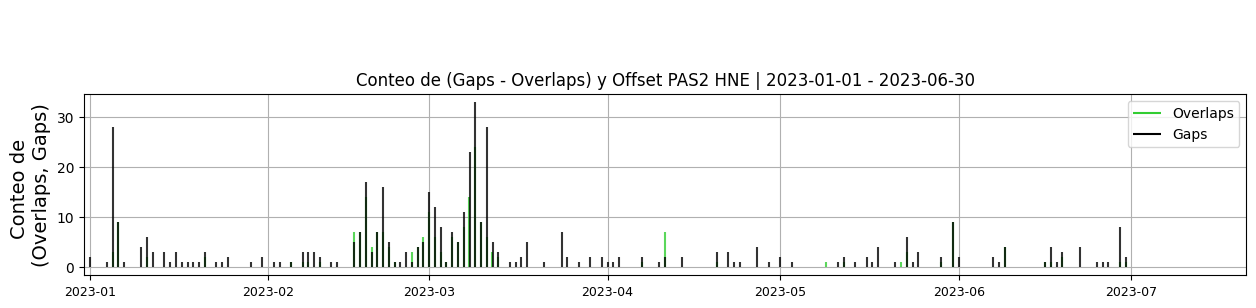 Conteo de (Gaps - Overlaps) y Offset PAS2 HNE | 2023-01-01 - 2023-06-30
Conteo de
(Overlaps, Gaps)
30
20
10
0
Overlaps
Gaps
2023-01
2023-02
2023-03
2023-04
2023-05
2023-06
2023-07